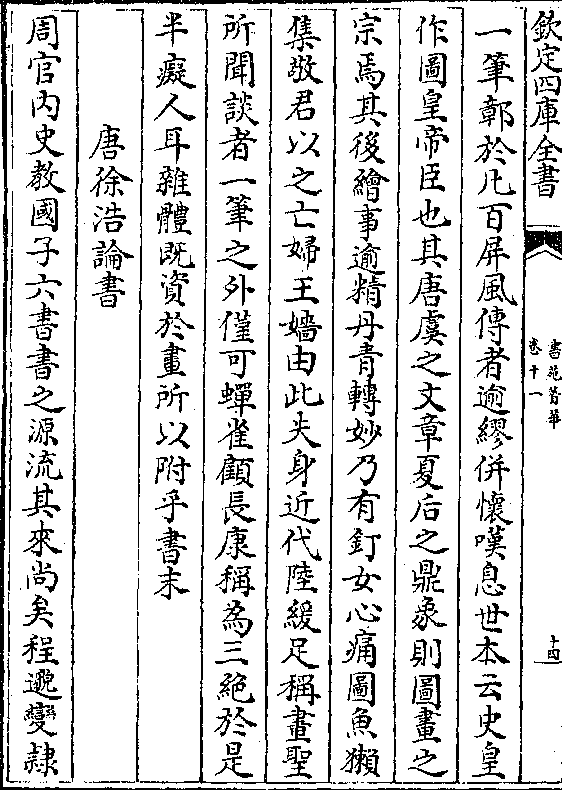 欽定四庫全書
書苑菁華
卷十一
十四
一筆鄣於凡百屏風傳者逾繆併懷嘆息世本云史皇
作圖皇帝臣也其唐虞之文章夏后之鼎象則圖畫之
宗焉其後繪事逾精丹青轉妙乃有釘女心痛圖魚獺
集敬君以之亡婦王嬙由此失身近代陸緩足稱畫聖
所聞談者一筆之外僅可蟬雀顧長康稱為三絶於是
半癡人耳雜體既資於畫所以附乎書末
唐徐浩論書
周官内史教國子六書書之源流其來尚矣程邈變隷